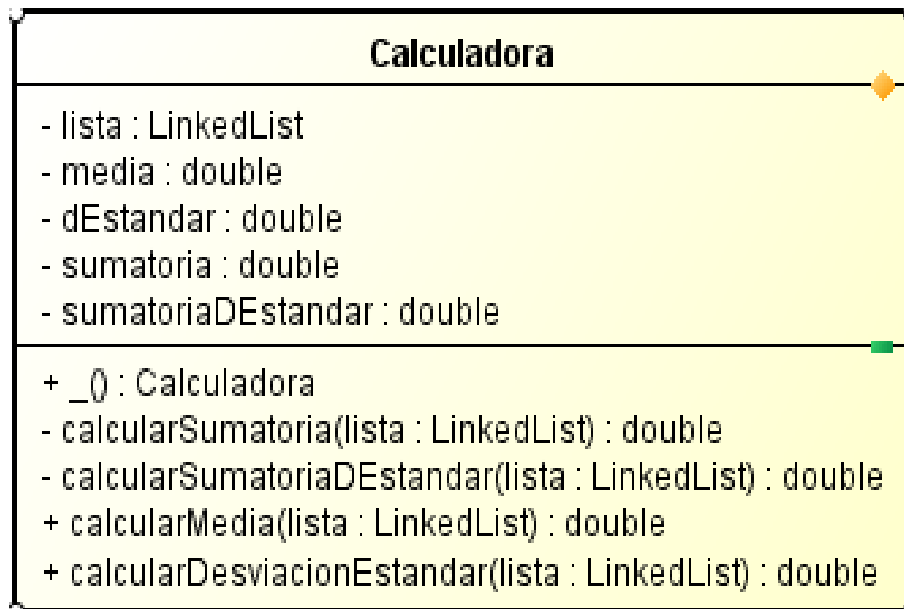 Calculadora
- lista : LinkedList
- media : double
- dEstandar : double
- sumatoria : double
- sumatoriaDEstandar : double
+ _() : Calculadora
- calcularSumatoria(lista : LinkedList) : double
- calcularSumatoriaDEstandar(lista : LinkedList) : double
+ calcularMedia(lista : LinkedList) : double
+ calcularDesviacionEstandar(lista : LinkedList) : double